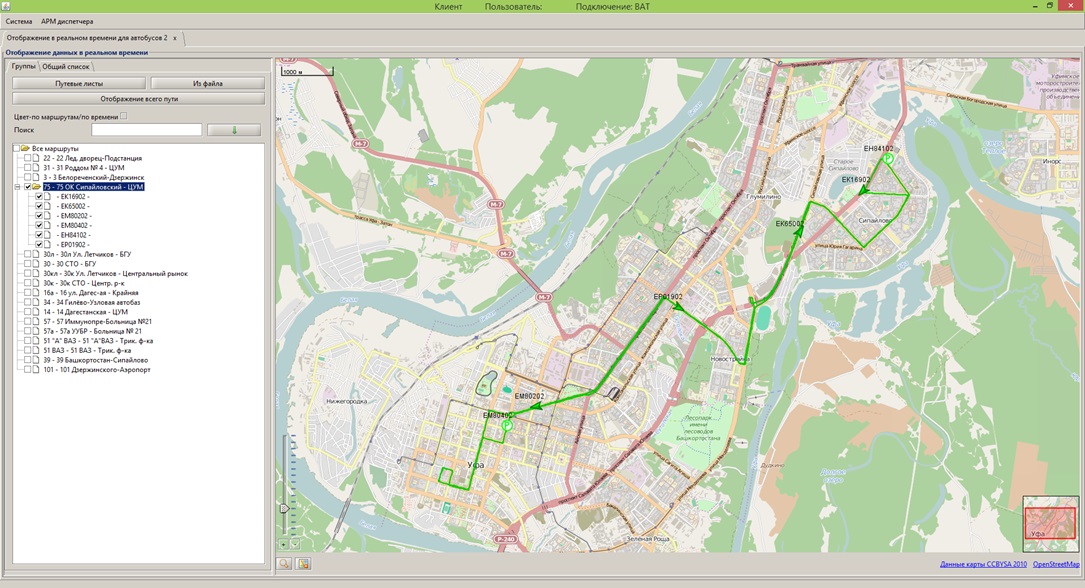 Клиент Пользователь: Подключение: ВАТ
Система АРМ диспетчера
Отображение в реальном времени для автобусов 2 x
Отображение данных в реальном времени
Группы Общий список
Путевые листы Из файла
Отображение всего пути
Цвет-по маршрутам/по времени
Поиск
Все маршруты
22 - 22 Лед. дворец-Подстанция
31 - 31 Роддом № 4 - ЦУМ
3 - 3 Белореченский-Дзержинск
75 - 75 ОК Сипайловский - ЦУМ
- ЕК16902 -
- ЕК65002 -
- ЕМ80202 -
- ЕМ80402 -
- ЕН84102 -
- ЕР01902 -
30л - 30л Ул. Летчиков - БГУ
30 - 30 СТО - БГУ
30кл - 30к Ул. Летчиков - Центральный рынок
30к - 30к СТО - Центр. р-к
16а - 16 ул. Дагес-ая - Крайняя
34 - 34 Гилёво-Узловая автобаз
14 - 14 Дагестанская - ЦУМ
57 - 57 Иммунопре-Больница №21
57а - 57а УУБР - Больница № 21
51 "А" ВАЗ - 51 "А"ВАЗ - Трик. ф-ка
51 ВАЗ - 51 ВАЗ - Трик. ф-ка
39 - 39 Башкортостан-Сипайлово
101 - 101 Дзержинского-Аэропорт
1000 м
М-7
М-7
М-7
М-7
ЕН84102
Старое Сипайлово
ЕК16902
Инорс
Глумилино
Сипайлово
ЕК65002
улица Юрия Гагарина
ЕР01902
Новостройка
ЕМ80202
Нижегородка
ЕМ80402
Лесопарк
имени
лесоводов
Башкортостана
Уфа
Дудкино
Р-240
Зелёная Роща
Уфа
Данные карты CCBYSA 2010 OpenStreetMap